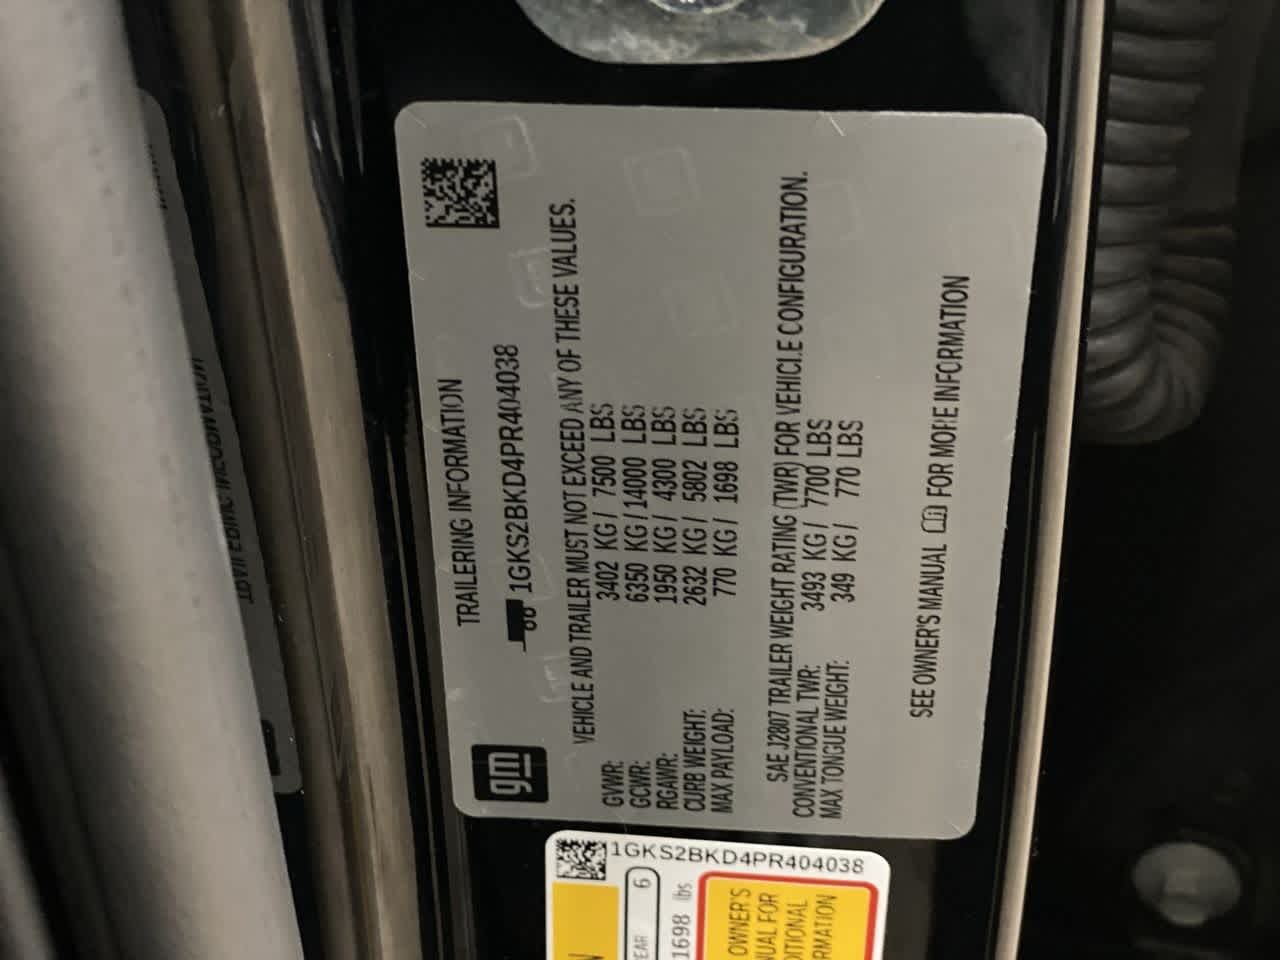 TRAILERING INFORMATION
gm
1GKS2BKD4PR404038
VEHICLE AND TRAILER MUST NOT EXCEED ANY OF THESE VALUES.
GVWR: 3402 KG / 7500 LBS
GCWR: 6350 KG / 14000 LBS
RGAWR: 1950 KG / 4300 LBS
CURB WEIGHT: 2632 KG / 5802 LBS
MAX PAYLOAD: 770 KG / 1698 LBS
SAE J2807 TRAILER WEIGHT RATING (TWR) FOR VEHICLE CONFIGURATION.
CONVENTIONAL TWR: 3493 KG / 7700 LBS
MAX TONGUE WEIGHT: 349 KG / 770 LBS
SEE OWNER'S MANUAL FOR MORE INFORMATION
1GKS2BKD4PR404038
6
1698 lbs
OWNER'S
FOR